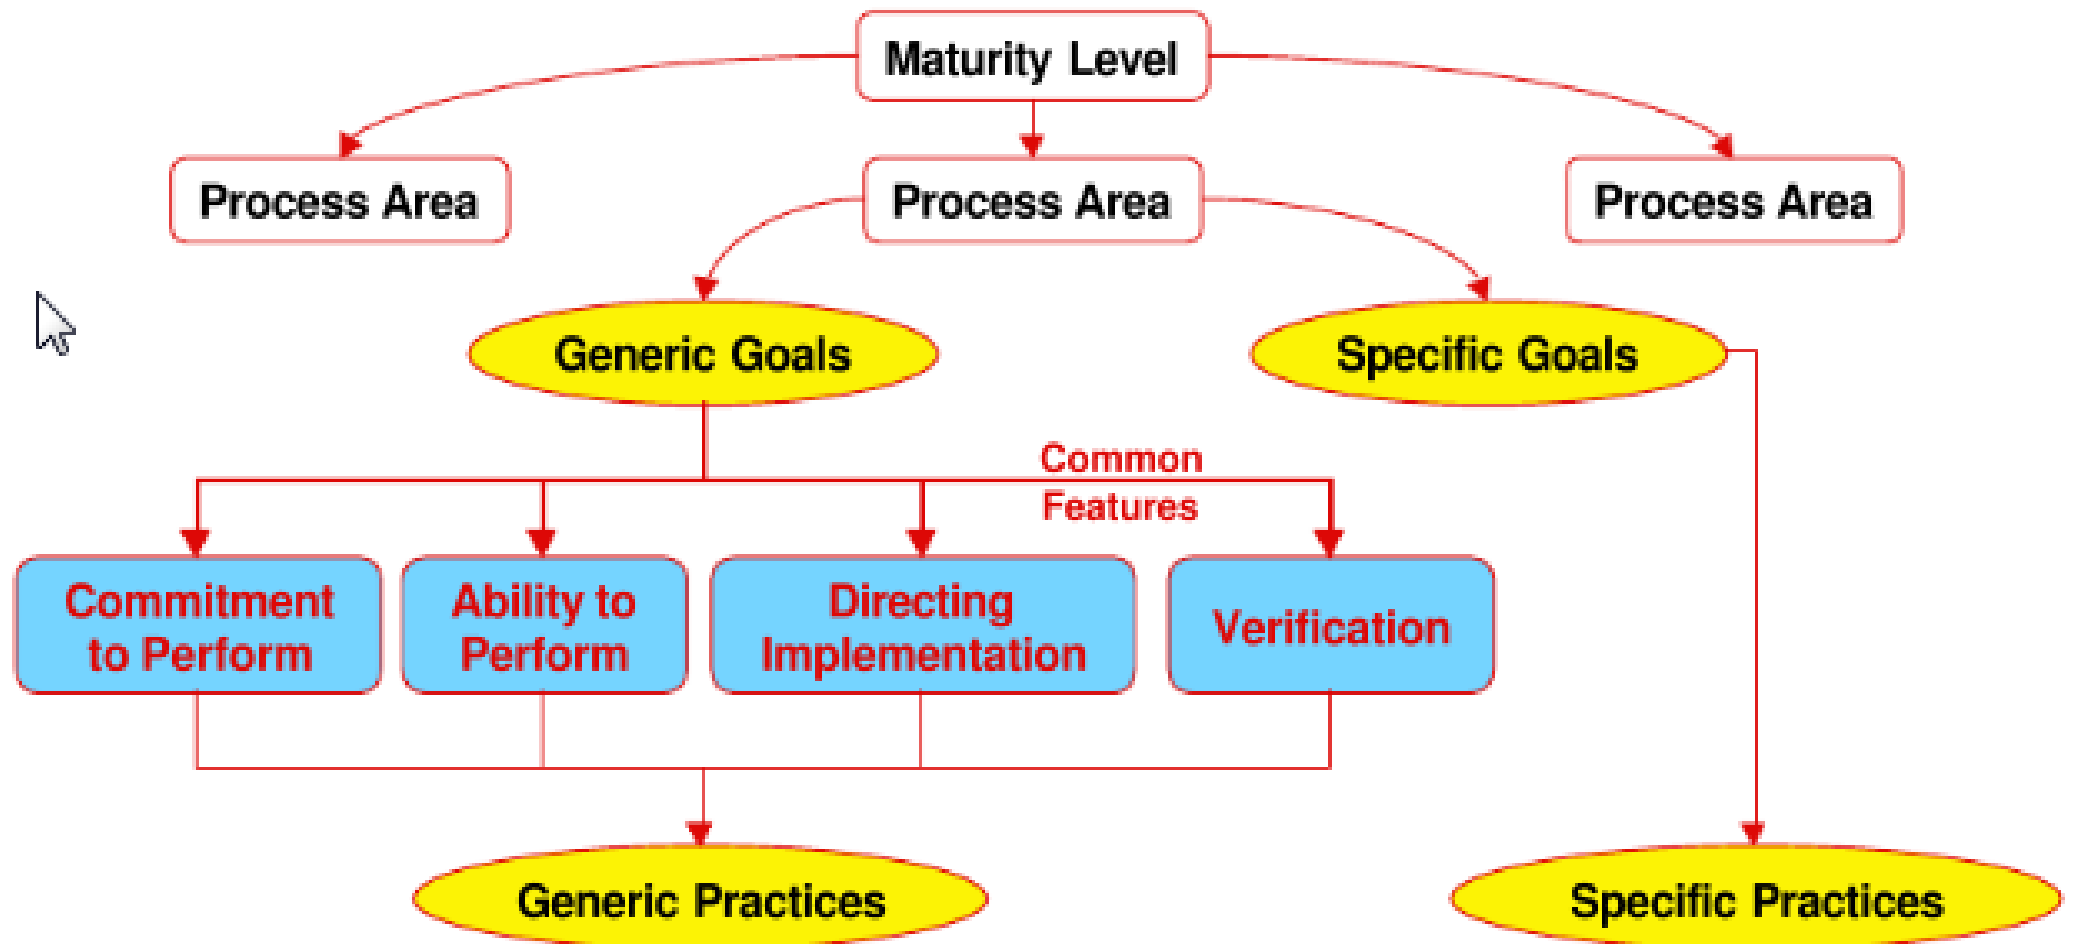 Maturity Level
Process Area
Process Area
Process Area
Generic Goals
Specific Goals
Common
Features
Commitment
to Perform
Ability to
Perform
Directing
Implementation
Verification
Generic Practices
Specific Practices